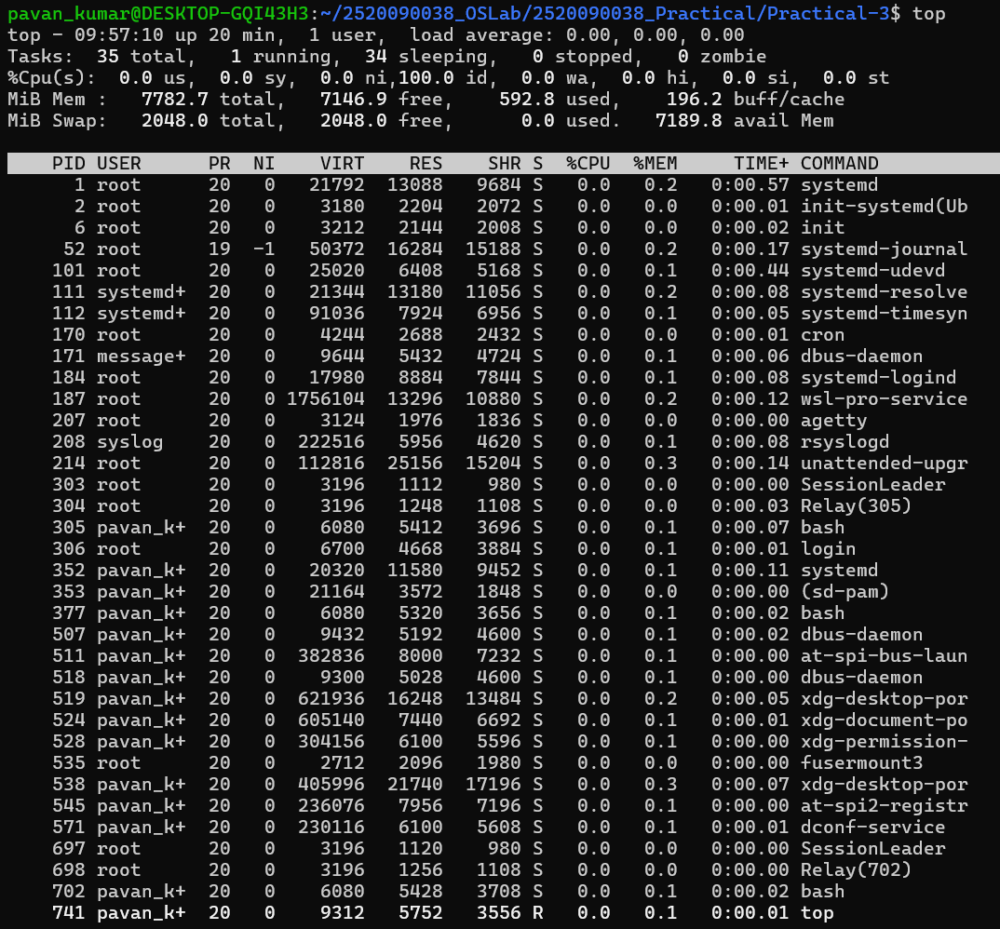 pavan_kumar@DESKTOP-GQI43H3:~/2520090038_OSLab/2520090038_Practical/Practical-3$ top
top - 09:57:10 up 20 min,  1 user,  load average: 0.00, 0.00, 0.00
Tasks:  35 total,   1 running,  34 sleeping,   0 stopped,   0 zombie
%Cpu(s):  0.0 us,  0.0 sy,  0.0 ni,100.0 id,  0.0 wa,  0.0 hi,  0.0 si,  0.0 st
MiB Mem :   7782.7 total,   7146.9 free,    592.8 used,    196.2 buff/cache
MiB Swap:   2048.0 total,   2048.0 free,      0.0 used.   7189.8 avail Mem
    PID USER      PR  NI    VIRT    RES    SHR S  %CPU  %MEM     TIME+ COMMAND
      1 root      20   0   21792  13088   9684 S   0.0   0.2   0:00.57 systemd
      2 root      20   0    3180   2204   2072 S   0.0   0.0   0:00.01 init-systemd(Ub
      6 root      20   0    3212   2144   2008 S   0.0   0.0   0:00.02 init
     52 root      19  -1   50372  16284  15188 S   0.0   0.2   0:00.17 systemd-journal
    101 root      20   0   25020   6408   5168 S   0.0   0.1   0:00.44 systemd-udevd
    111 systemd+  20   0   21344  13180  11056 S   0.0   0.2   0:00.08 systemd-resolve
    112 systemd+  20   0   91036   7924   6956 S   0.0   0.1   0:00.05 systemd-timesyn
    170 root      20   0    4244   2688   2432 S   0.0   0.0   0:00.01 cron
    171 message+  20   0    9644   5432   4724 S   0.0   0.1   0:00.06 dbus-daemon
    184 root      20   0   17980   8884   7844 S   0.0   0.1   0:00.08 systemd-logind
    187 root      20   0 1756104  13296  10880 S   0.0   0.2   0:00.12 wsl-pro-service
    207 root      20   0    3124   1976   1836 S   0.0   0.0   0:00.00 agetty
    208 syslog    20   0  222516   5956   4620 S   0.0   0.1   0:00.08 rsyslogd
    214 root      20   0  112816  25156  15204 S   0.0   0.3   0:00.14 unattended-upgr
    303 root      20   0    3196   1112    980 S   0.0   0.0   0:00.00 SessionLeader
    304 root      20   0    3196   1248   1108 S   0.0   0.0   0:00.03 Relay(305)
    305 pavan_k+  20   0    6080   5412   3696 S   0.0   0.1   0:00.07 bash
    306 root      20   0    6700   4668   3884 S   0.0   0.1   0:00.01 login
    352 pavan_k+  20   0   20320  11580   9452 S   0.0   0.1   0:00.11 systemd
    353 pavan_k+  20   0   21164   3572   1848 S   0.0   0.0   0:00.00 (sd-pam)
    377 pavan_k+  20   0    6080   5320   3656 S   0.0   0.1   0:00.02 bash
    507 pavan_k+  20   0    9432   5192   4600 S   0.0   0.1   0:00.02 dbus-daemon
    511 pavan_k+  20   0  382836   8000   7232 S   0.0   0.1   0:00.00 at-spi-bus-laun
    518 pavan_k+  20   0    9300   5028   4600 S   0.0   0.1   0:00.00 dbus-daemon
    519 pavan_k+  20   0  621936  16248  13484 S   0.0   0.2   0:00.05 xdg-desktop-por
    524 pavan_k+  20   0  605140   7440   6692 S   0.0   0.1   0:00.01 xdg-document-po
    528 pavan_k+  20   0  304156   6100   5596 S   0.0   0.1   0:00.00 xdg-permission-
    535 root      20   0    2712   2096   1980 S   0.0   0.0   0:00.00 fusermount3
    538 pavan_k+  20   0  405996  21740  17196 S   0.0   0.3   0:00.07 xdg-desktop-por
    545 pavan_k+  20   0  236076   7956   7196 S   0.0   0.1   0:00.00 at-spi2-registr
    571 pavan_k+  20   0  230116   6100   5608 S   0.0   0.1   0:00.01 dconf-service
    697 root      20   0    3196   1120    980 S   0.0   0.0   0:00.00 SessionLeader
    698 root      20   0    3196   1256   1108 S   0.0   0.0   0:00.00 Relay(702)
    702 pavan_k+  20   0    6080   5428   3708 S   0.0   0.1   0:00.02 bash
    741 pavan_k+  20   0    9312   5752   3556 R   0.0   0.1   0:00.01 top